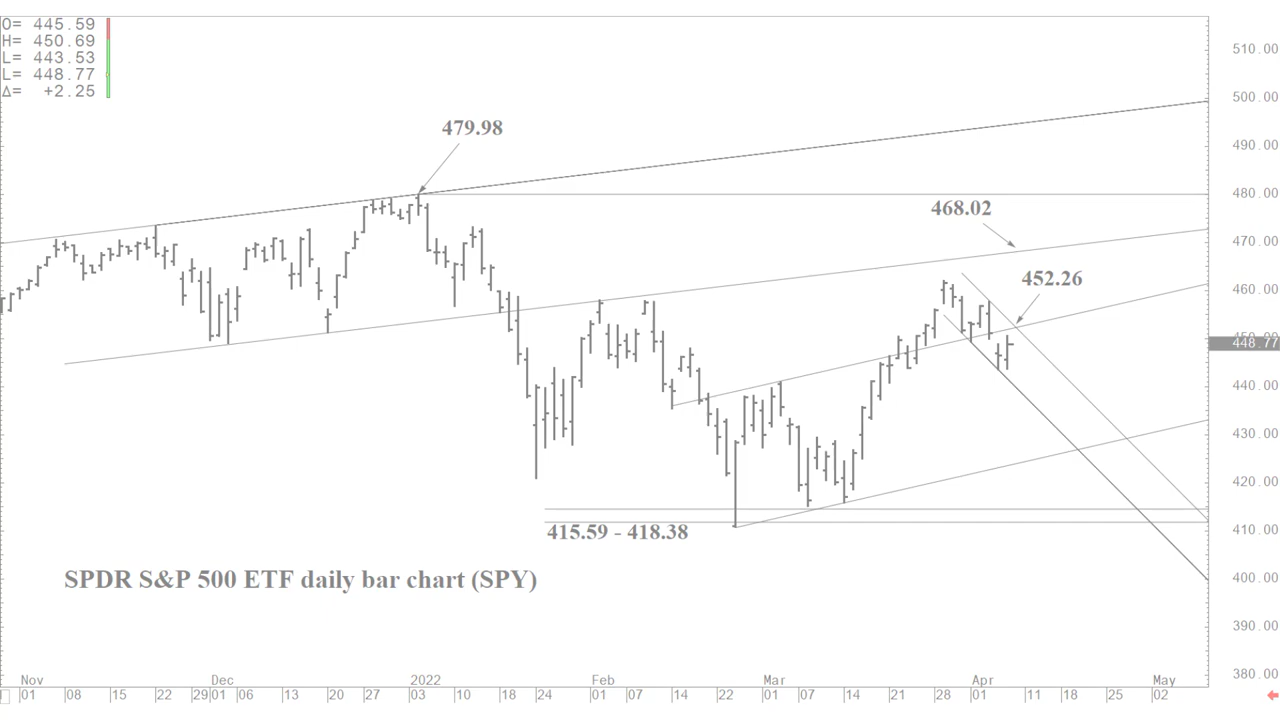 O= 445.59
H= 450.69
L= 443.53
L= 448.77
Δ= +2.25
510.00
500.00
490.00
480.00
470.00
460.00
448.77
440.00
430.00
420.00
410.00
400.00
390.00
380.00
479.98
468.02
452.26
415.59 - 418.38
SPDR S&P 500 ETF daily bar chart (SPY)
Nov Dec 2022 Feb Mar Apr May
01 08 15 22 29 01 06 13 20 27 03 10 18 24 01 07 14 22 01 07 14 21 28 01 11 18 25 02